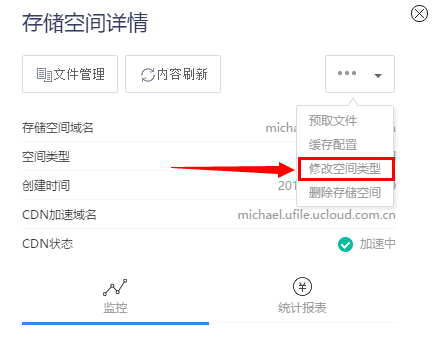 存储空间详情
文件管理 内容刷新
预取文件
存储空间域名 micha
缓存配置
空间类型
修改空间类型
创建时间 201
删除存储空间
CDN加速域名 michael.ufile.ucloud.com.cn
CDN状态 加速中
监控 统计报表